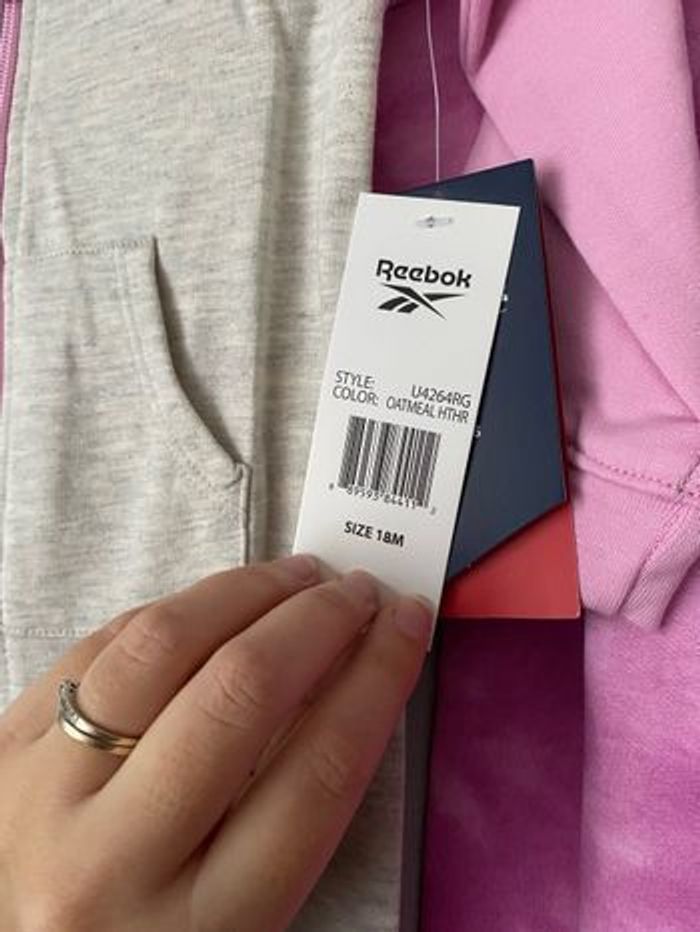 Reebok
STYLE: U4264RG
COLOR: OATMEAL HTHR
SIZE 18M